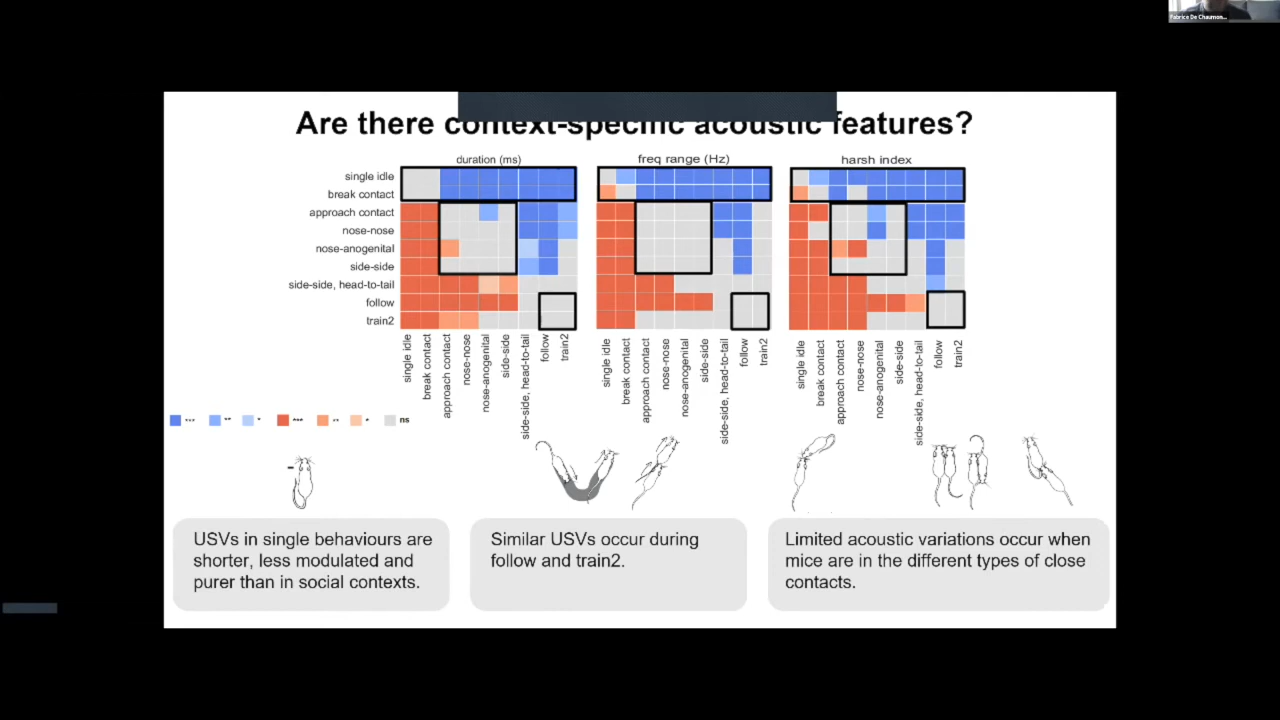 Fabrice De Chaumon...
Are there context-specific acoustic features?
duration (ms)
freq range (Hz)
harsh index
single idle
break contact
approach contact
nose-nose
nose-anogenital
side-side
side-side, head-to-tail
follow
train2
single idle
break contact
approach contact
nose-nose
nose-anogenital
side-side
side-side, head-to-tail
follow
train2
single idle
break contact
approach contact
nose-nose
nose-anogenital
side-side
side-side, head-to-tail
follow
train2
single idle
break contact
approach contact
nose-nose
nose-anogenital
side-side
side-side, head-to-tail
follow
train2
*** ** * *** ** * ns
USVs in single behaviours are
shorter, less modulated and
purer than in social contexts.
Similar USVs occur during
follow and train2.
Limited acoustic variations occur when
mice are in the different types of close
contacts.